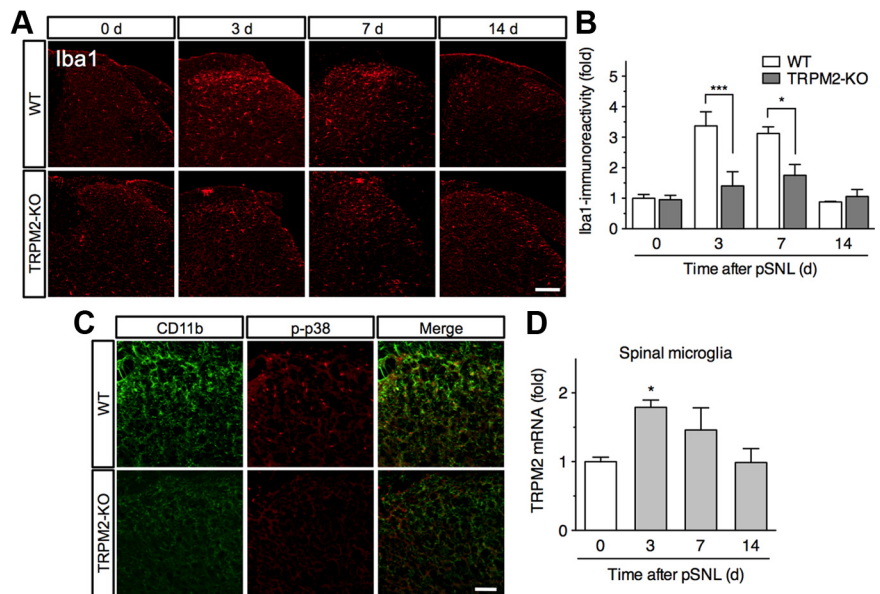 A
0 d 3 d 7 d 14 d
Iba1
WT
TRPM2-KO
B
WT
TRPM2-KO
Iba1-immunoreactivity (fold)
5
4
3
2
1
0
***
*
0 3 7 14
Time after pSNL (d)
C
CD11b p-p38 Merge
WT
TRPM2-KO
D
Spinal microglia
TRPM2 mRNA (fold)
2
1
0
*
0 3 7 14
Time after pSNL (d)